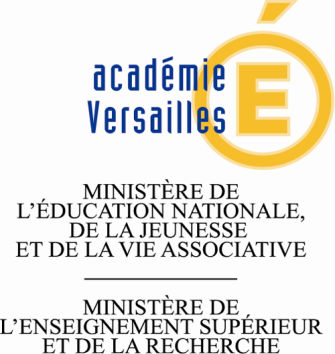 académie
Versailles
É
MINISTÈRE DE
L'ÉDUCATION NATIONALE,
DE LA JEUNESSE
ET DE LA VIE ASSOCIATIVE
MINISTÈRE DE
L'ENSEIGNEMENT SUPÉRIEUR
ET DE LA RECHERCHE